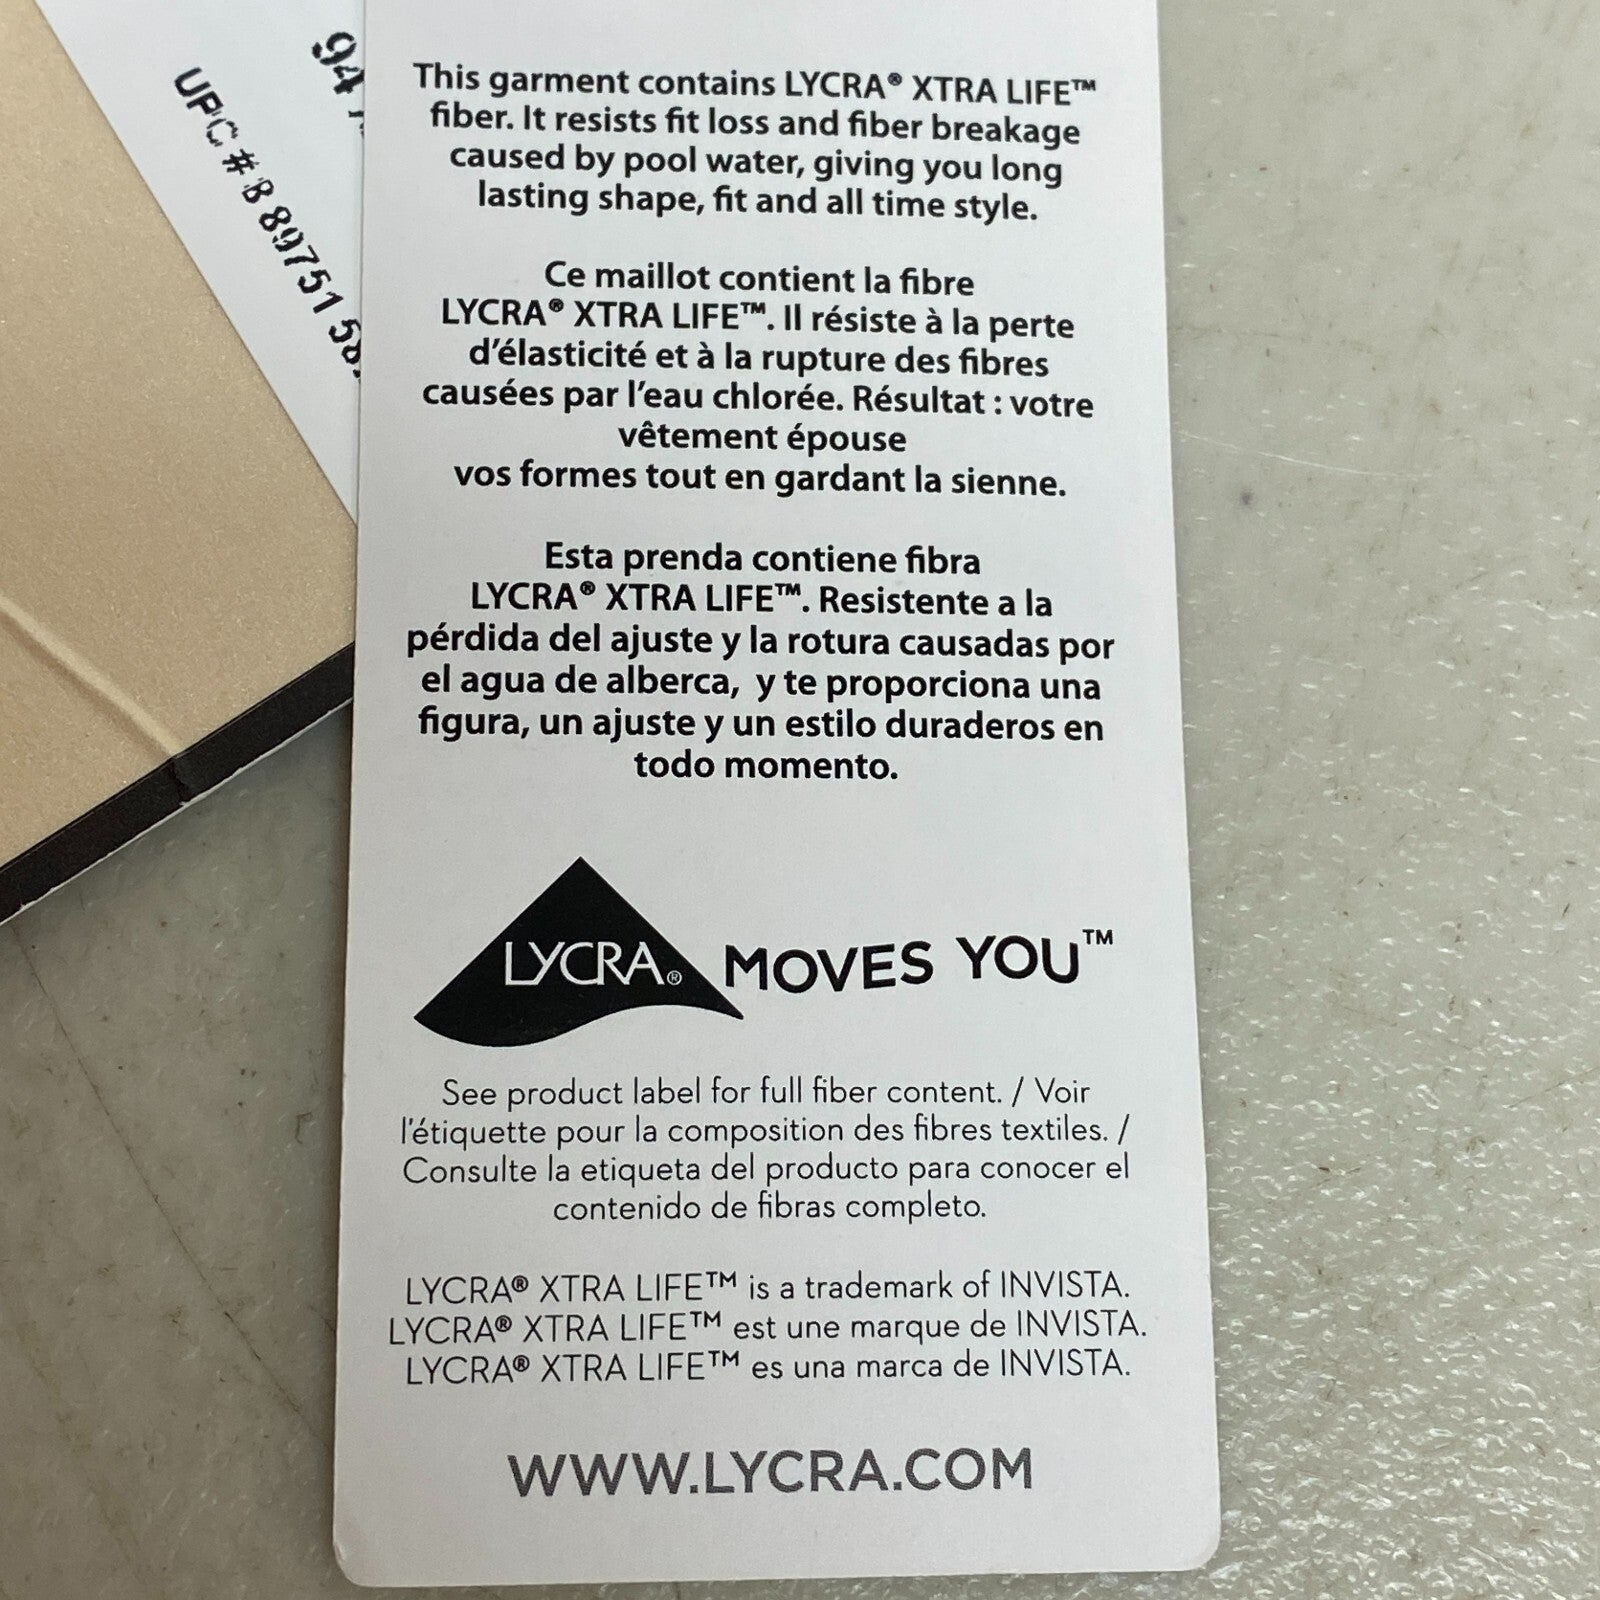 94
UPC # 8 89751 58
This garment contains LYCRA® XTRA LIFE™
fiber. It resists fit loss and fiber breakage
caused by pool water, giving you long
lasting shape, fit and all time style.
Ce maillot contient la fibre
LYCRA® XTRA LIFE™. Il résiste à la perte
d’élasticité et à la rupture des fibres
causées par l’eau chlorée. Résultat : votre
vêtement épouse
vos formes tout en gardant la sienne.
Esta prenda contiene fibra
LYCRA® XTRA LIFE™. Resistente a la
pérdida del ajuste y la rotura causadas por
el agua de alberca, y te proporciona una
figura, un ajuste y un estilo duraderos en
todo momento.
LYCRA® MOVES YOU™
See product label for full fiber content. / Voir
l'étiquette pour la composition des fibres textiles. /
Consulte la etiqueta del producto para conocer el
contenido de fibras completo.
LYCRA® XTRA LIFE™ is a trademark of INVISTA.
LYCRA® XTRA LIFE™ est une marque de INVISTA.
LYCRA® XTRA LIFE™ es una marca de INVISTA.
WWW.LYCRA.COM